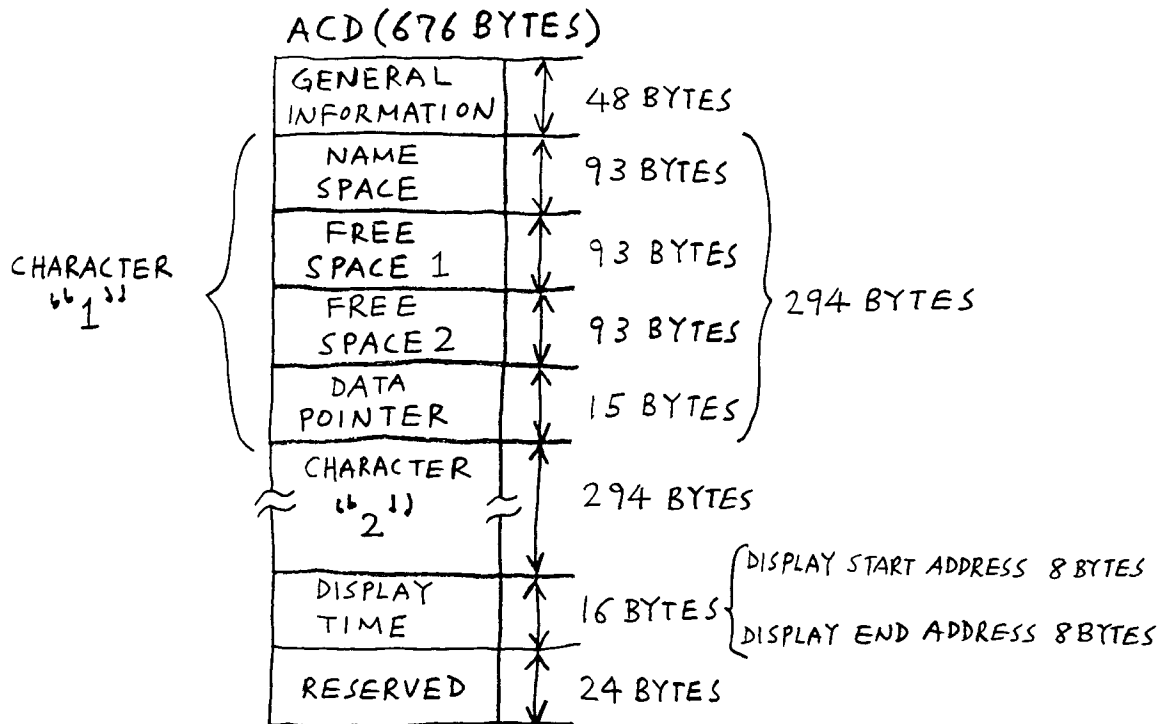 ACD (676 BYTES)
GENERAL
INFORMATION
48 BYTES
NAME
SPACE
93 BYTES
FREE
SPACE 1
93 BYTES
FREE
SPACE 2
93 BYTES
DATA
POINTER
15 BYTES
CHARACTER
“1”
294 BYTES
CHARACTER
“2”
294 BYTES
DISPLAY
TIME
16 BYTES
DISPLAY START ADDRESS 8 BYTES
DISPLAY END ADDRESS 8 BYTES
RESERVED
24 BYTES